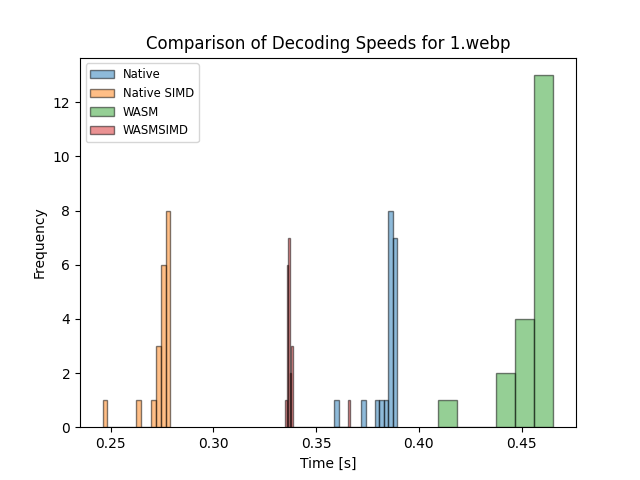 Comparison of Decoding Speeds for 1.webp
Native
Native SIMD
WASM
WASMSIMD
12
10
8
6
4
2
0
Frequency
0.25 0.30 0.35 0.40 0.45
Time [s]